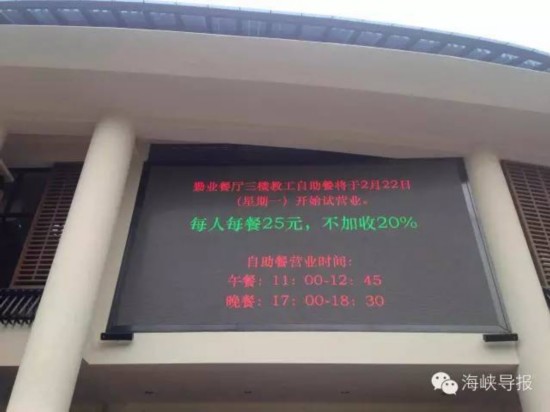 勤业餐厅三楼教工自助餐将于2月22日
(星期一)开始试营业。
每人每餐25元，不加收20%
自助餐营业时间：
午餐：11：00-12：45
晚餐：17：00-18：30
海峡导报